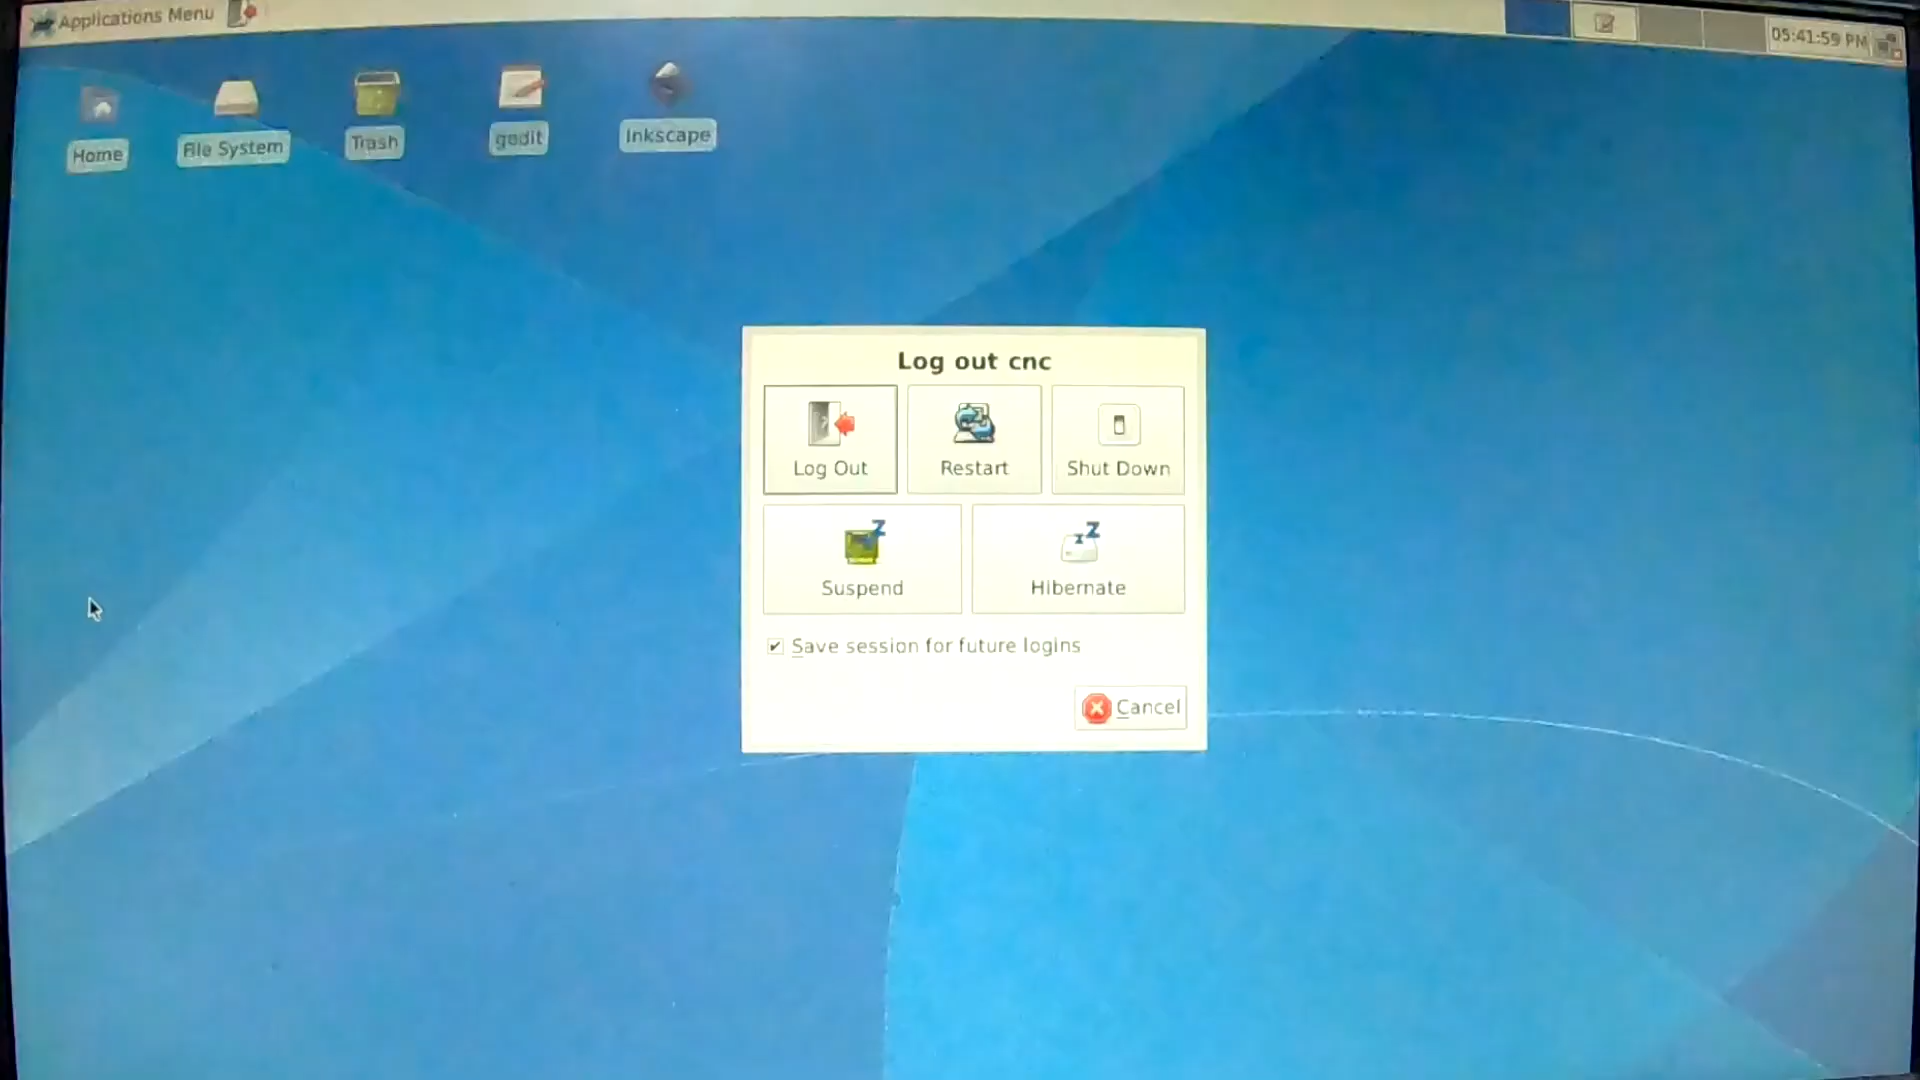 Applications Menu
05:41:59 PM
Home
File System
Trash
gedit
Inkscape
Log out cnc
Log Out
Restart
Shut Down
Suspend
Hibernate
Save session for future logins
Cancel